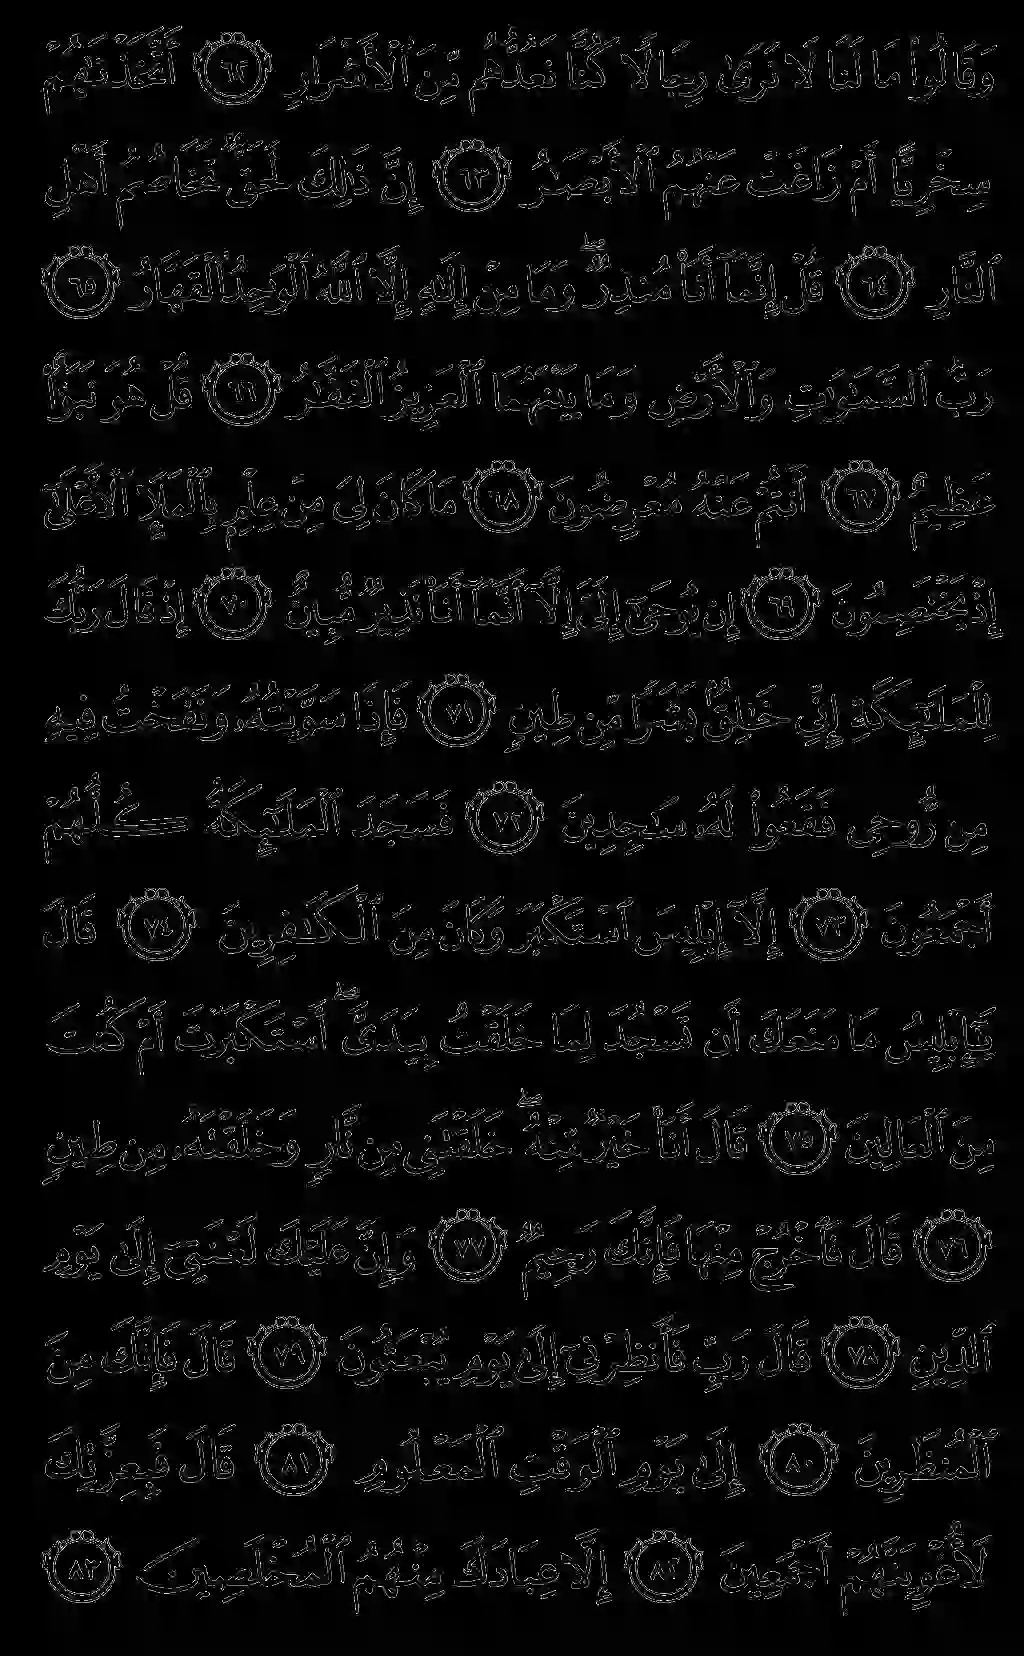 وَقَالُوا۟ مَا لَنَا لَا نَرَىٰ رِجَالًا كُنَّا نَعُدُّهُم مِّنَ ٱلْأَشْرَارِ ٦٢ أَتَّخَذْنَـٰهُمْ
سِخْرِيًّا أَمْ زَاغَتْ عَنْهُمُ ٱلْأَبْصَـٰرُ ٦٣ إِنَّ ذَٰلِكَ لَحَقٌّ تَخَاصُمُ أَهْلِ
ٱلنَّارِ ٦٤ قُلْ إِنَّمَآ أَنَا۠ مُنذِرٌ ۖ وَمَا مِنْ إِلَـٰهٍ إِلَّا ٱللَّهُ ٱلْوَٰحِدُ ٱلْقَهَّارُ ٦٥
رَبُّ ٱلسَّمَـٰوَٰتِ وَٱلْأَرْضِ وَمَا بَيْنَهُمَا ٱلْعَزِيزُ ٱلْغَفَّـٰرُ ٦٦ قُلْ هُوَ نَبَؤٌا۟
عَظِيمٌ ٦٧ أَنتُمْ عَنْهُ مُعْرِضُونَ ٦٨ مَا كَانَ لِىَ مِنْ عِلْمٍۭ بِٱلْمَلَإِ ٱلْأَعْلَىٰٓ
إِذْ يَخْتَصِمُونَ ٦٩ إِن يُوحَىٰٓ إِلَىَّ إِلَّآ أَنَّمَآ أَنَا۠ نَذِيرٌ مُّبِينٌ ٧٠ إِذْ قَالَ رَبُّكَ
لِلْمَلَـٰٓئِكَةِ إِنِّى خَـٰلِقٌۢ بَشَرًا مِّن طِينٍ ٧١ فَإِذَا سَوَّيْتُهُۥ وَنَفَخْتُ فِيهِ
مِن رُّوحِى فَقَعُوا۟ لَهُۥ سَـٰجِدِينَ ٧٢ فَسَجَدَ ٱلْمَلَـٰٓئِكَةُ كُلُّهُمْ
أَجْمَعُونَ ٧٣ إِلَّآ إِبْلِيسَ ٱسْتَكْبَرَ وَكَانَ مِنَ ٱلْكَـٰفِرِينَ ٧٤ قَالَ
يَـٰٓإِبْلِيسُ مَا مَنَعَكَ أَن تَسْجُدَ لِمَا خَلَقْتُ بِيَدَىَّ ۖ أَسْتَكْبَرْتَ أَمْ كُنتَ
مِنَ ٱلْعَالِينَ ٧٥ قَالَ أَنَا۠ خَيْرٌ مِّنْهُ ۖ خَلَقْتَنِى مِن نَّارٍ وَخَلَقْتَهُۥ مِن طِينٍ
٧٦ قَالَ فَٱخْرُجْ مِنْهَا فَإِنَّكَ رَجِيمٌ ٧٧ وَإِنَّ عَلَيْكَ لَعْنَتِىٓ إِلَىٰ يَوْمِ
ٱلدِّينِ ٧٨ قَالَ رَبِّ فَأَنظِرْنِىٓ إِلَىٰ يَوْمِ يُبْعَثُونَ ٧٩ قَالَ فَإِنَّكَ مِنَ
ٱلْمُنظَرِينَ ٨٠ إِلَىٰ يَوْمِ ٱلْوَقْتِ ٱلْمَعْلُومِ ٨١ قَالَ فَبِعِزَّتِكَ
لَأُغْوِيَنَّهُمْ أَجْمَعِينَ ٨٢ إِلَّا عِبَادَكَ مِنْهُمُ ٱلْمُخْلَصِينَ ٨٣